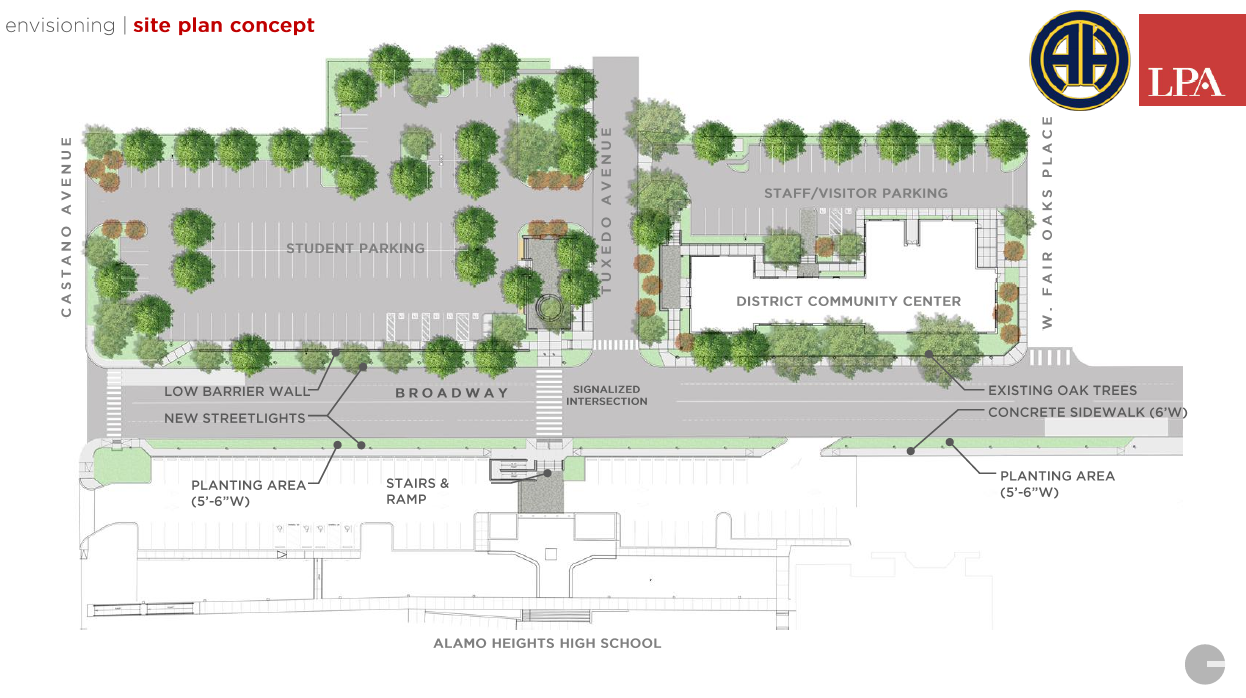 envisioning | site plan concept
AH
LPA
CASTANO AVENUE
TUXEDO AVENUE
W. FAIR OAKS PLACE
STAFF/VISITOR PARKING
STUDENT PARKING
DISTRICT COMMUNITY CENTER
LOW BARRIER WALL
BROADWAY
SIGNALIZED
INTERSECTION
EXISTING OAK TREES
NEW STREETLIGHTS
CONCRETE SIDEWALK (6'W)
PLANTING AREA
(5'-6"W)
STAIRS &
RAMP
PLANTING AREA
(5'-6"W)
ALAMO HEIGHTS HIGH SCHOOL